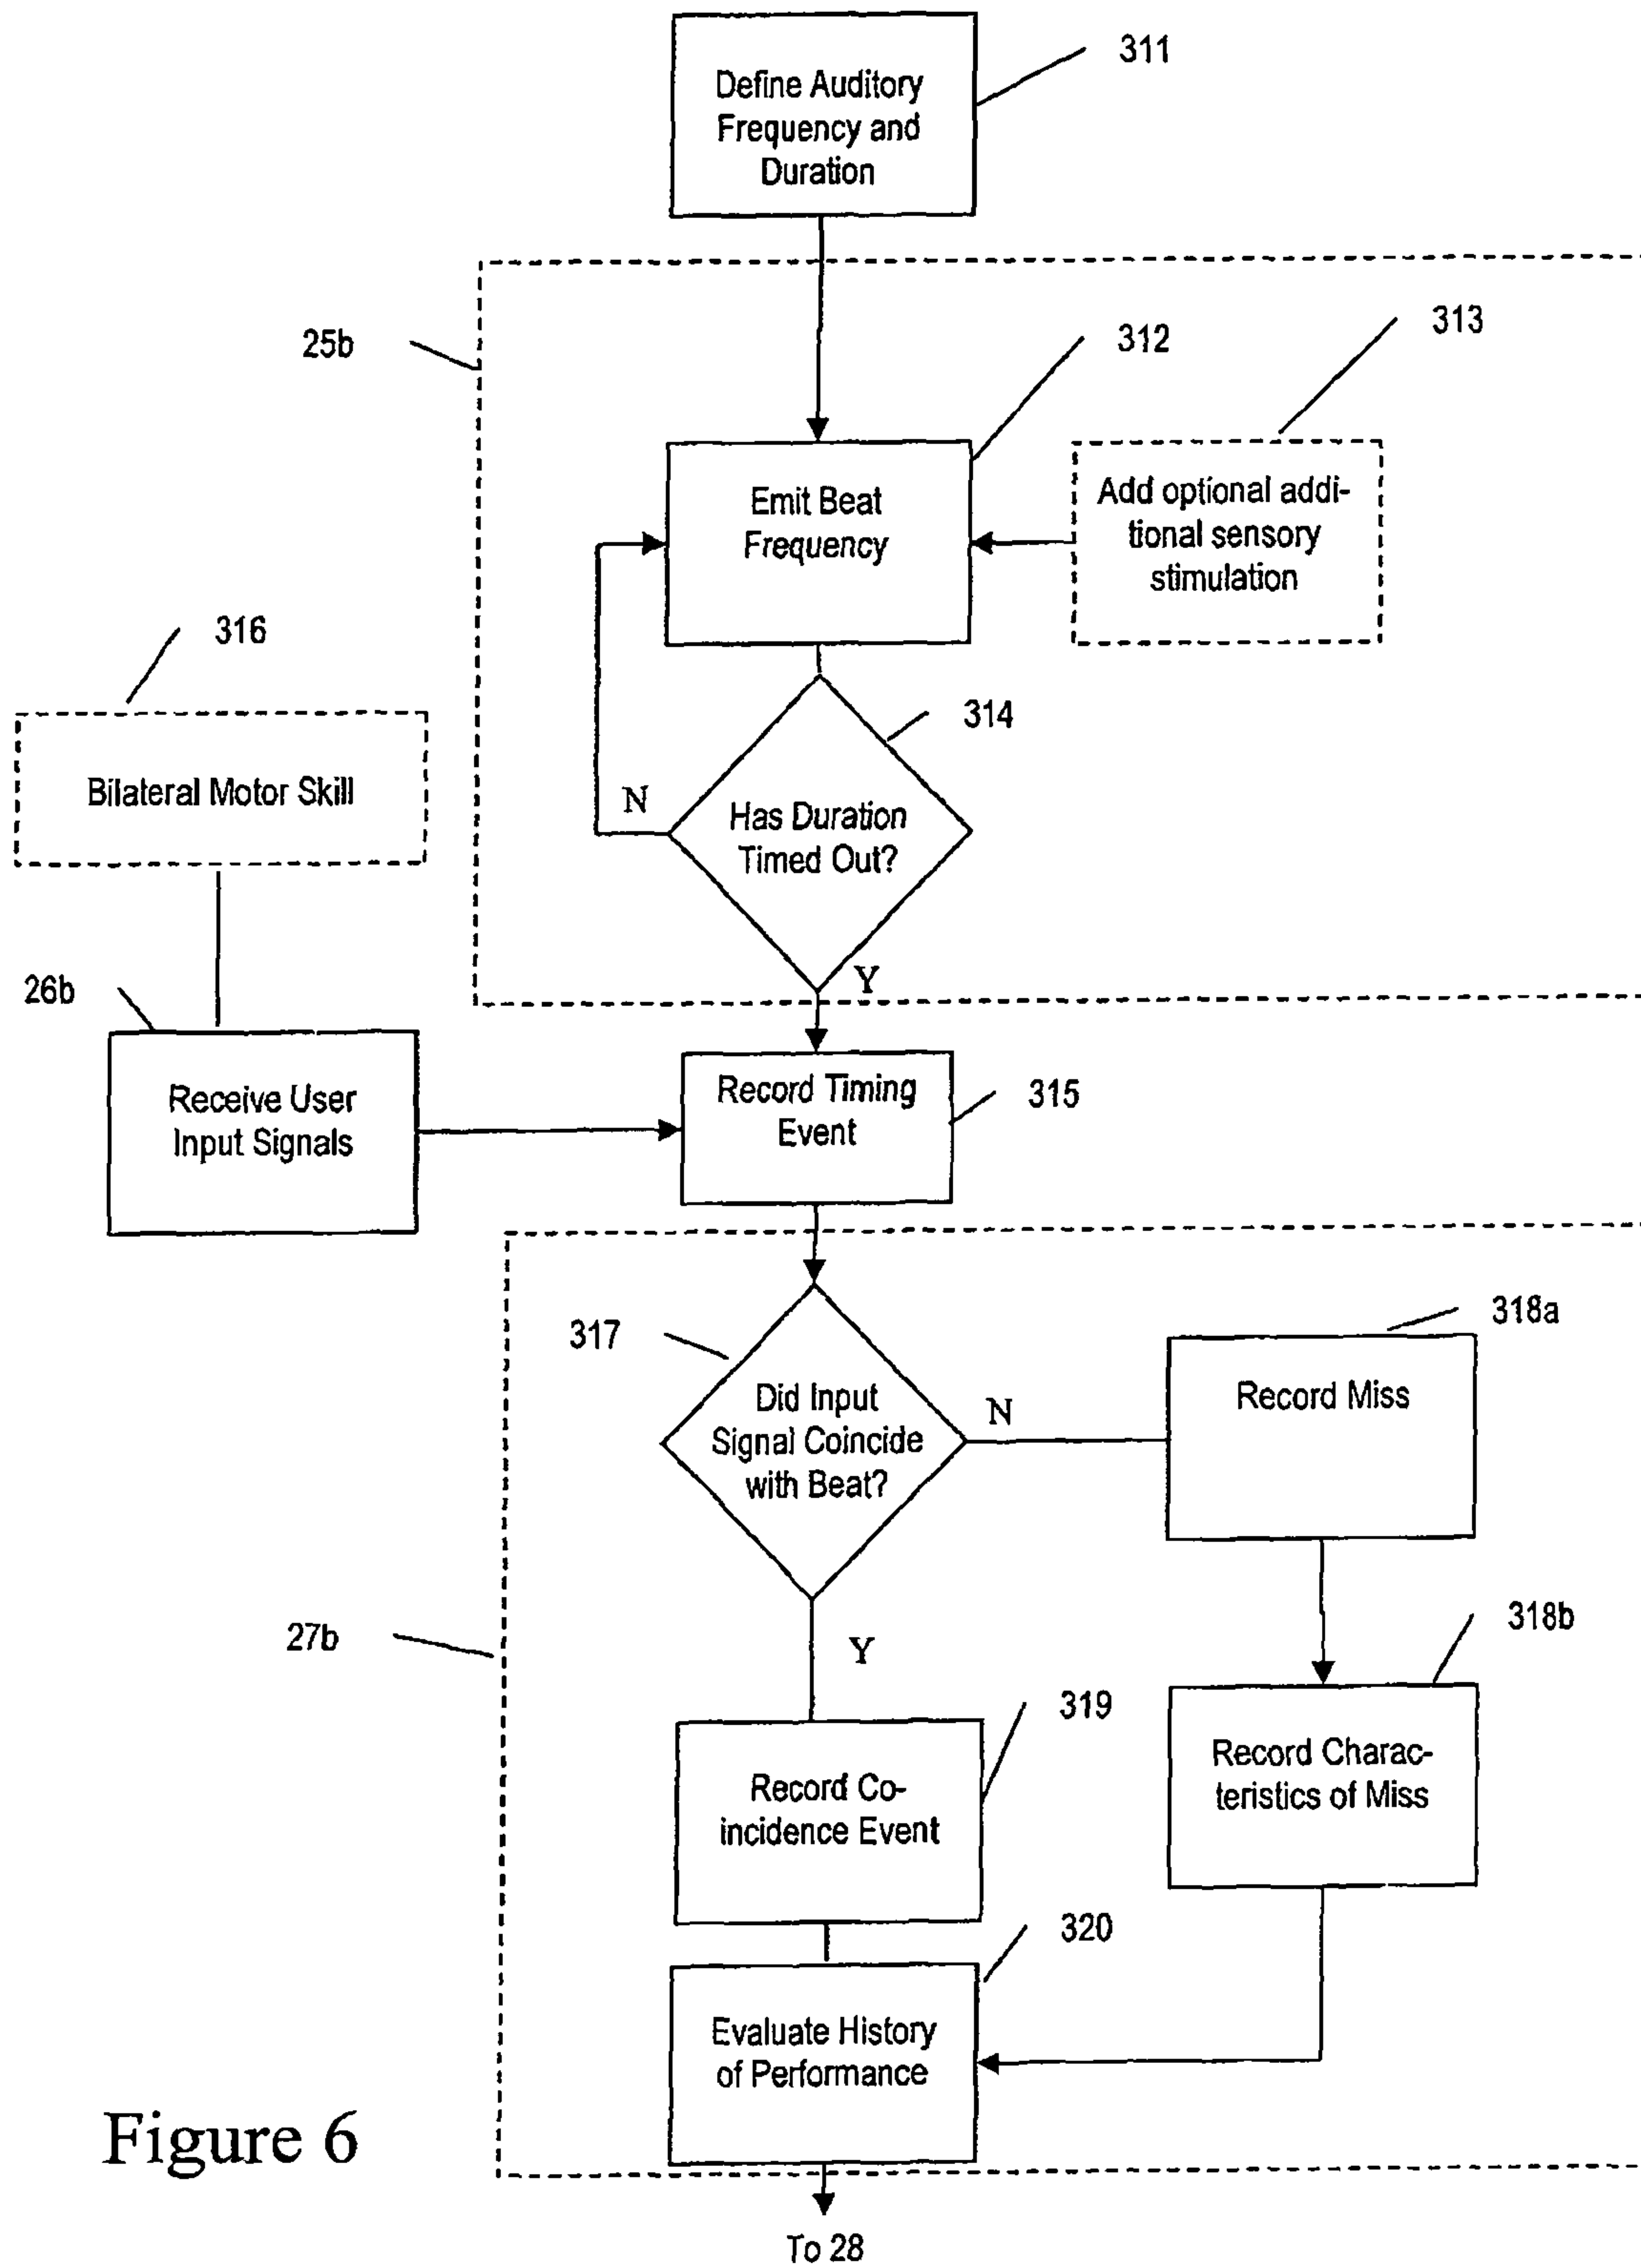 311
Define Auditory
Frequency and
Duration
25b
312
313
Emit Beat
Frequency
Add optional addi-
tional sensory
stimulation
316
Bilateral Motor Skill
314
N
Has Duration
Timed Out?
Y
26b
Receive User
Input Signals
Record Timing
Event
315
317
318a
Did Input
Signal Coincide
with Beat?
N
Record Miss
27b
Y
318b
319
Record Co-
incidence Event
Record Charac-
teristics of Miss
320
Evaluate History
of Performance
Figure 6
To 28